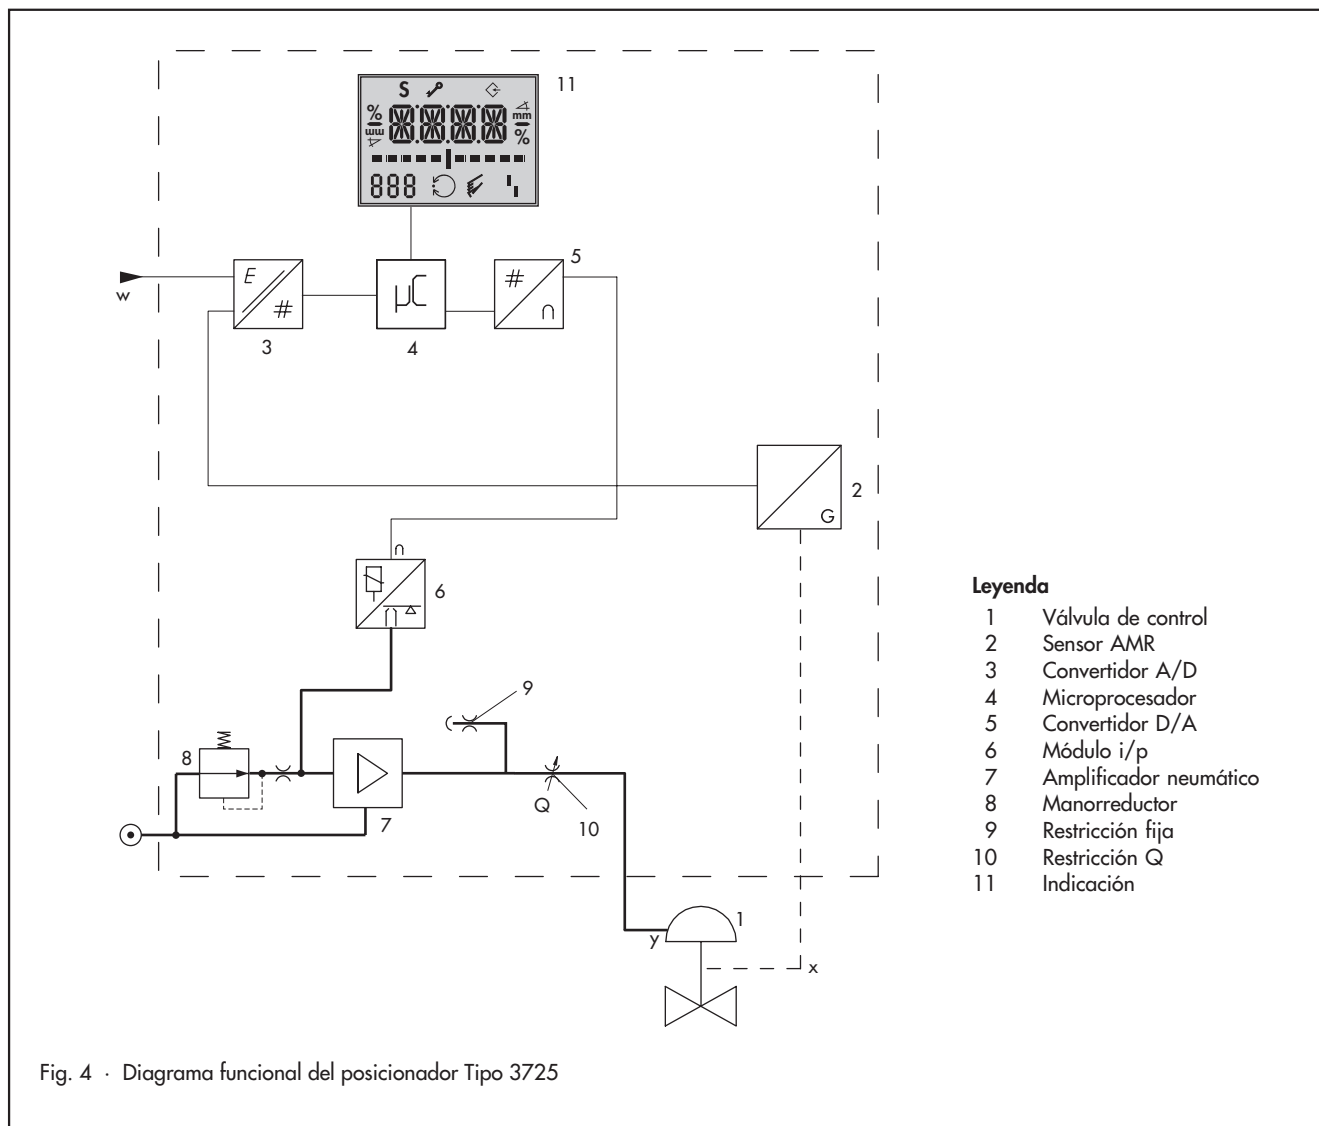 11
S
% mm
mm %
888
w
E
#
3
µC
4
#
∩
5
G
2
∩
6
9
8
7
Q
10
1
y
x
Leyenda
1 Válvula de control
2 Sensor AMR
3 Convertidor A/D
4 Microprocesador
5 Convertidor D/A
6 Módulo i/p
7 Amplificador neumático
8 Manorreductor
9 Restricción fija
10 Restricción Q
11 Indicación
Fig. 4 · Diagrama funcional del posicionador Tipo 3725